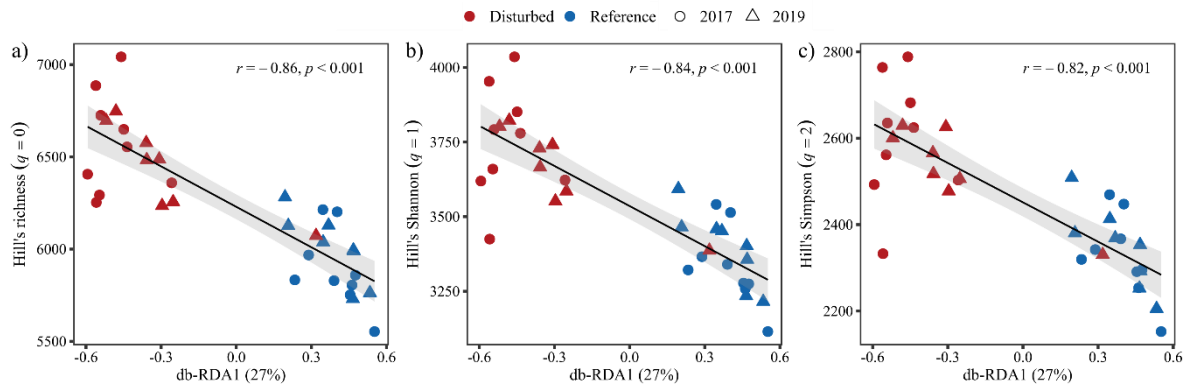 Disturbed Reference 2017 2019
a)
r = – 0.86, p < 0.001
Hill's richness (q = 0)
7000
6500
6000
5500
-0.6 -0.3 0.0 0.3 0.6
db-RDA1 (27%)
b)
r = – 0.84, p < 0.001
Hill's Shannon (q = 1)
4000
3750
3500
3250
-0.6 -0.3 0.0 0.3 0.6
db-RDA1 (27%)
c)
r = – 0.82, p < 0.001
Hill's Simpson (q = 2)
2800
2600
2400
2200
-0.6 -0.3 0.0 0.3 0.6
db-RDA1 (27%)